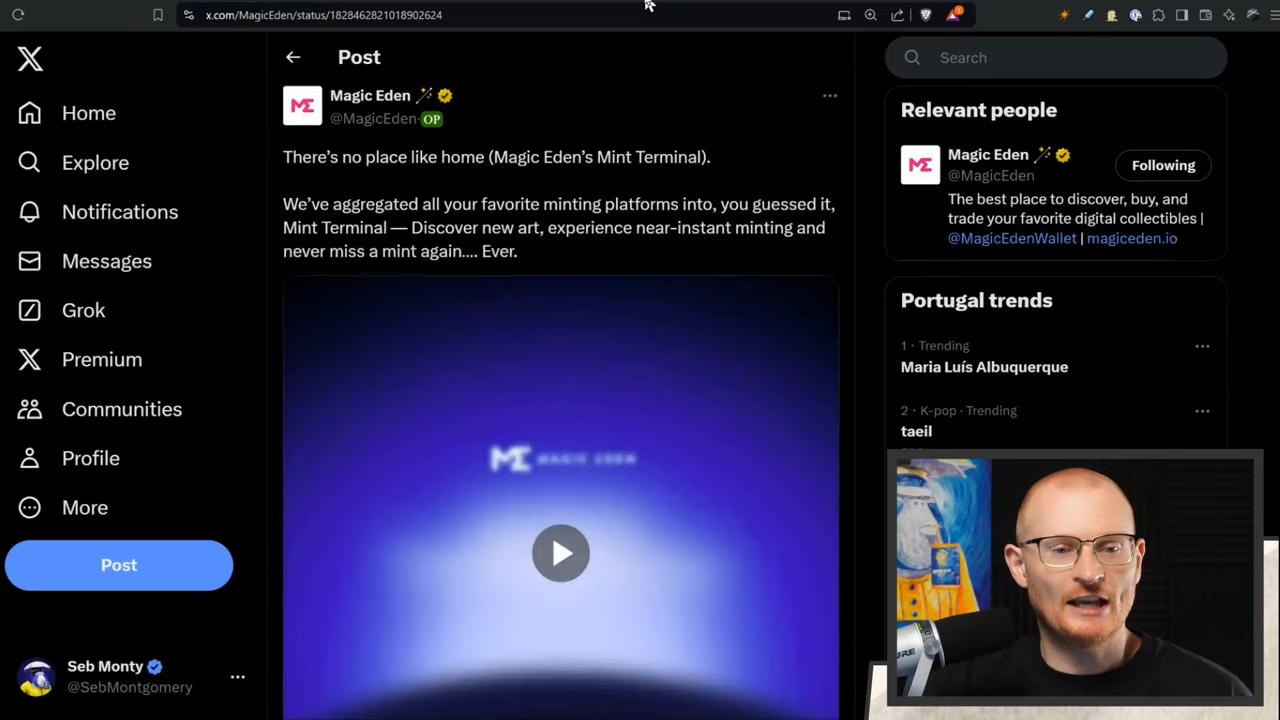 x.com/MagicEden/status/1828462821018902624
Home
Explore
Notifications
Messages
Grok
Premium
Communities
Profile
More
Post
Seb Monty
@SebMontgomery
Post
Magic Eden
@MagicEden OP
There's no place like home (Magic Eden's Mint Terminal).
We've aggregated all your favorite minting platforms into, you guessed it,
Mint Terminal — Discover new art, experience near-instant minting and
never miss a mint again.... Ever.
MAGIC EDEN
Search
Relevant people
Magic Eden
@MagicEden
Following
The best place to discover, buy, and
trade your favorite digital collectibles |
@MagicEdenWallet | magiceden.io
Portugal trends
1 · Trending
Maria Luís Albuquerque
2 · K-pop · Trending
taeil